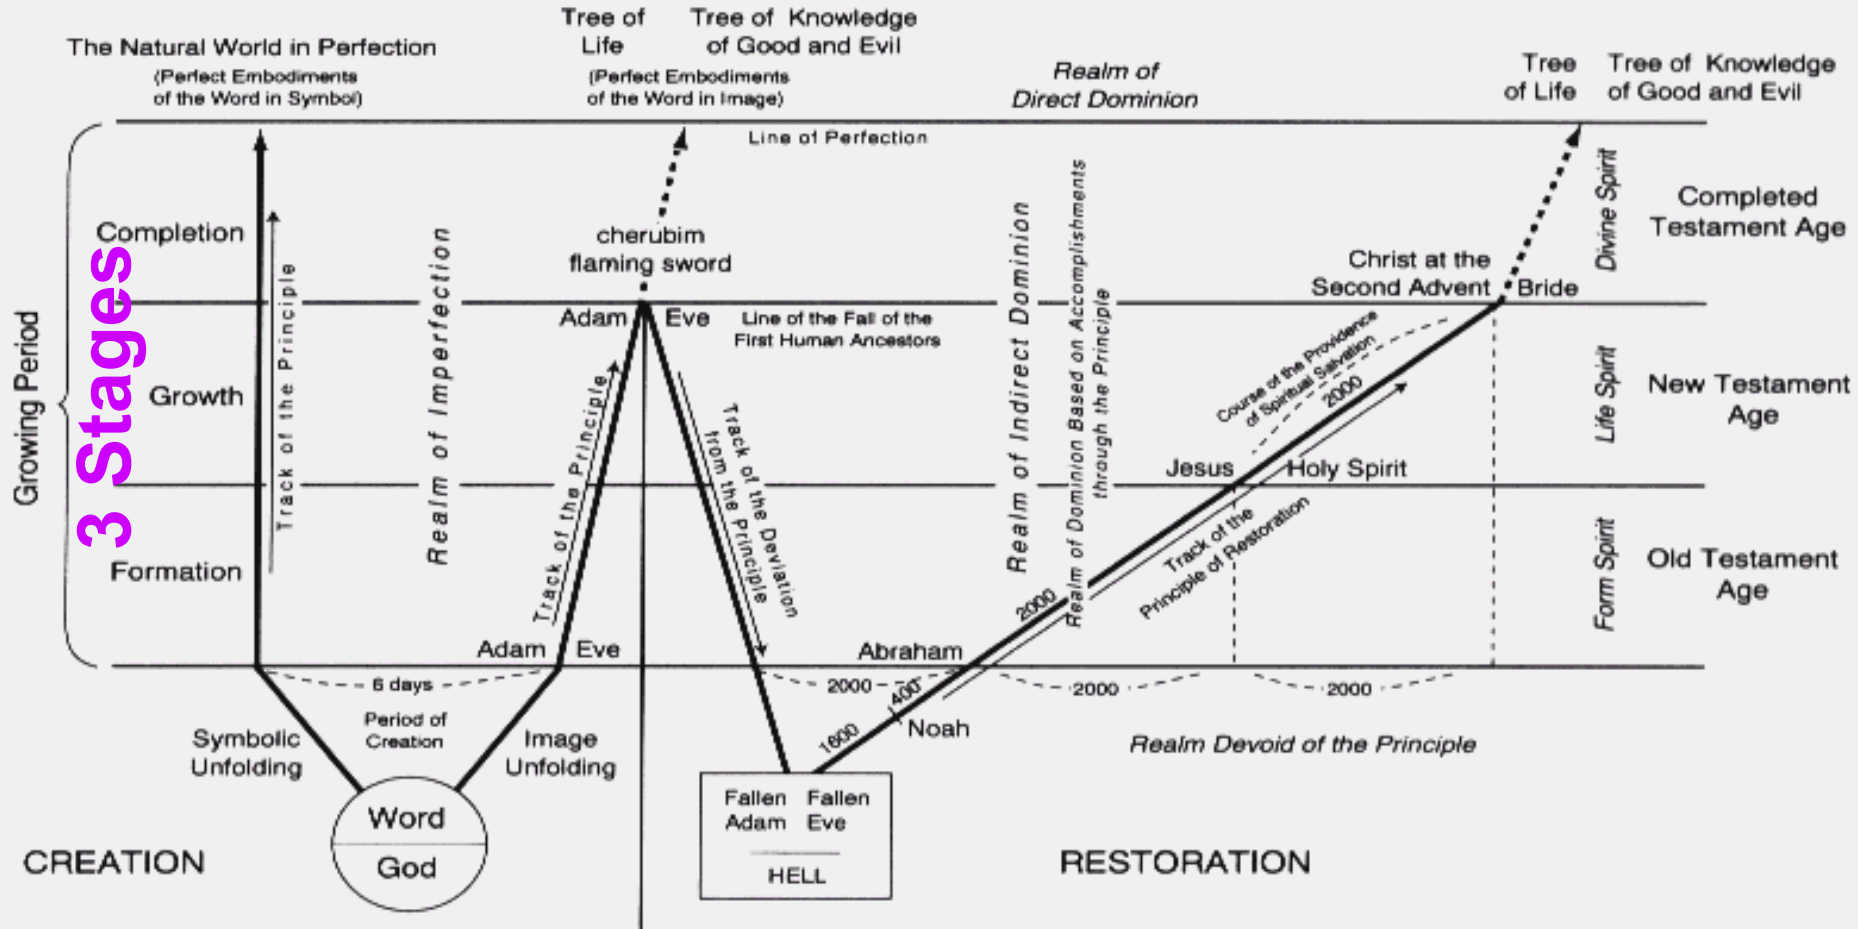 Tree of
Life
Tree of Knowledge
of Good and Evil
The Natural World in Perfection
(Perfect Embodiments
of the Word in Symbol)
(Perfect Embodiments
of the Word in Image)
Realm of
Direct Dominion
Tree
of Life
Tree of Knowledge
of Good and Evil
Line of Perfection
Growing Period
3 Stages
Completion
Growth
Formation
Track of the Principle
Realm of Imperfection
cherubim
flaming sword
Adam
Eve
Line of the Fall of the
First Human Ancestors
Track of the Principle
Track of the Deviation
from the Principle
Realm of Indirect Dominion
Realm of Dominion Based on Accomplishments
through the Principle
Christ at the
Second Advent
Bride
Course of the Providence
of Spiritual Salvation
2000
Jesus
Holy Spirit
Track of the
Principle of Restoration
Divine Spirit
Life Spirit
Form Spirit
Completed
Testament Age
New Testament
Age
Old Testament
Age
Adam
Eve
Abraham
2000
6 days
2000
400
2000
2000
Period of
Creation
Symbolic
Unfolding
Image
Unfolding
1600
Noah
Realm Devoid of the Principle
Word
God
Fallen Fallen
Adam Eve
HELL
CREATION
RESTORATION